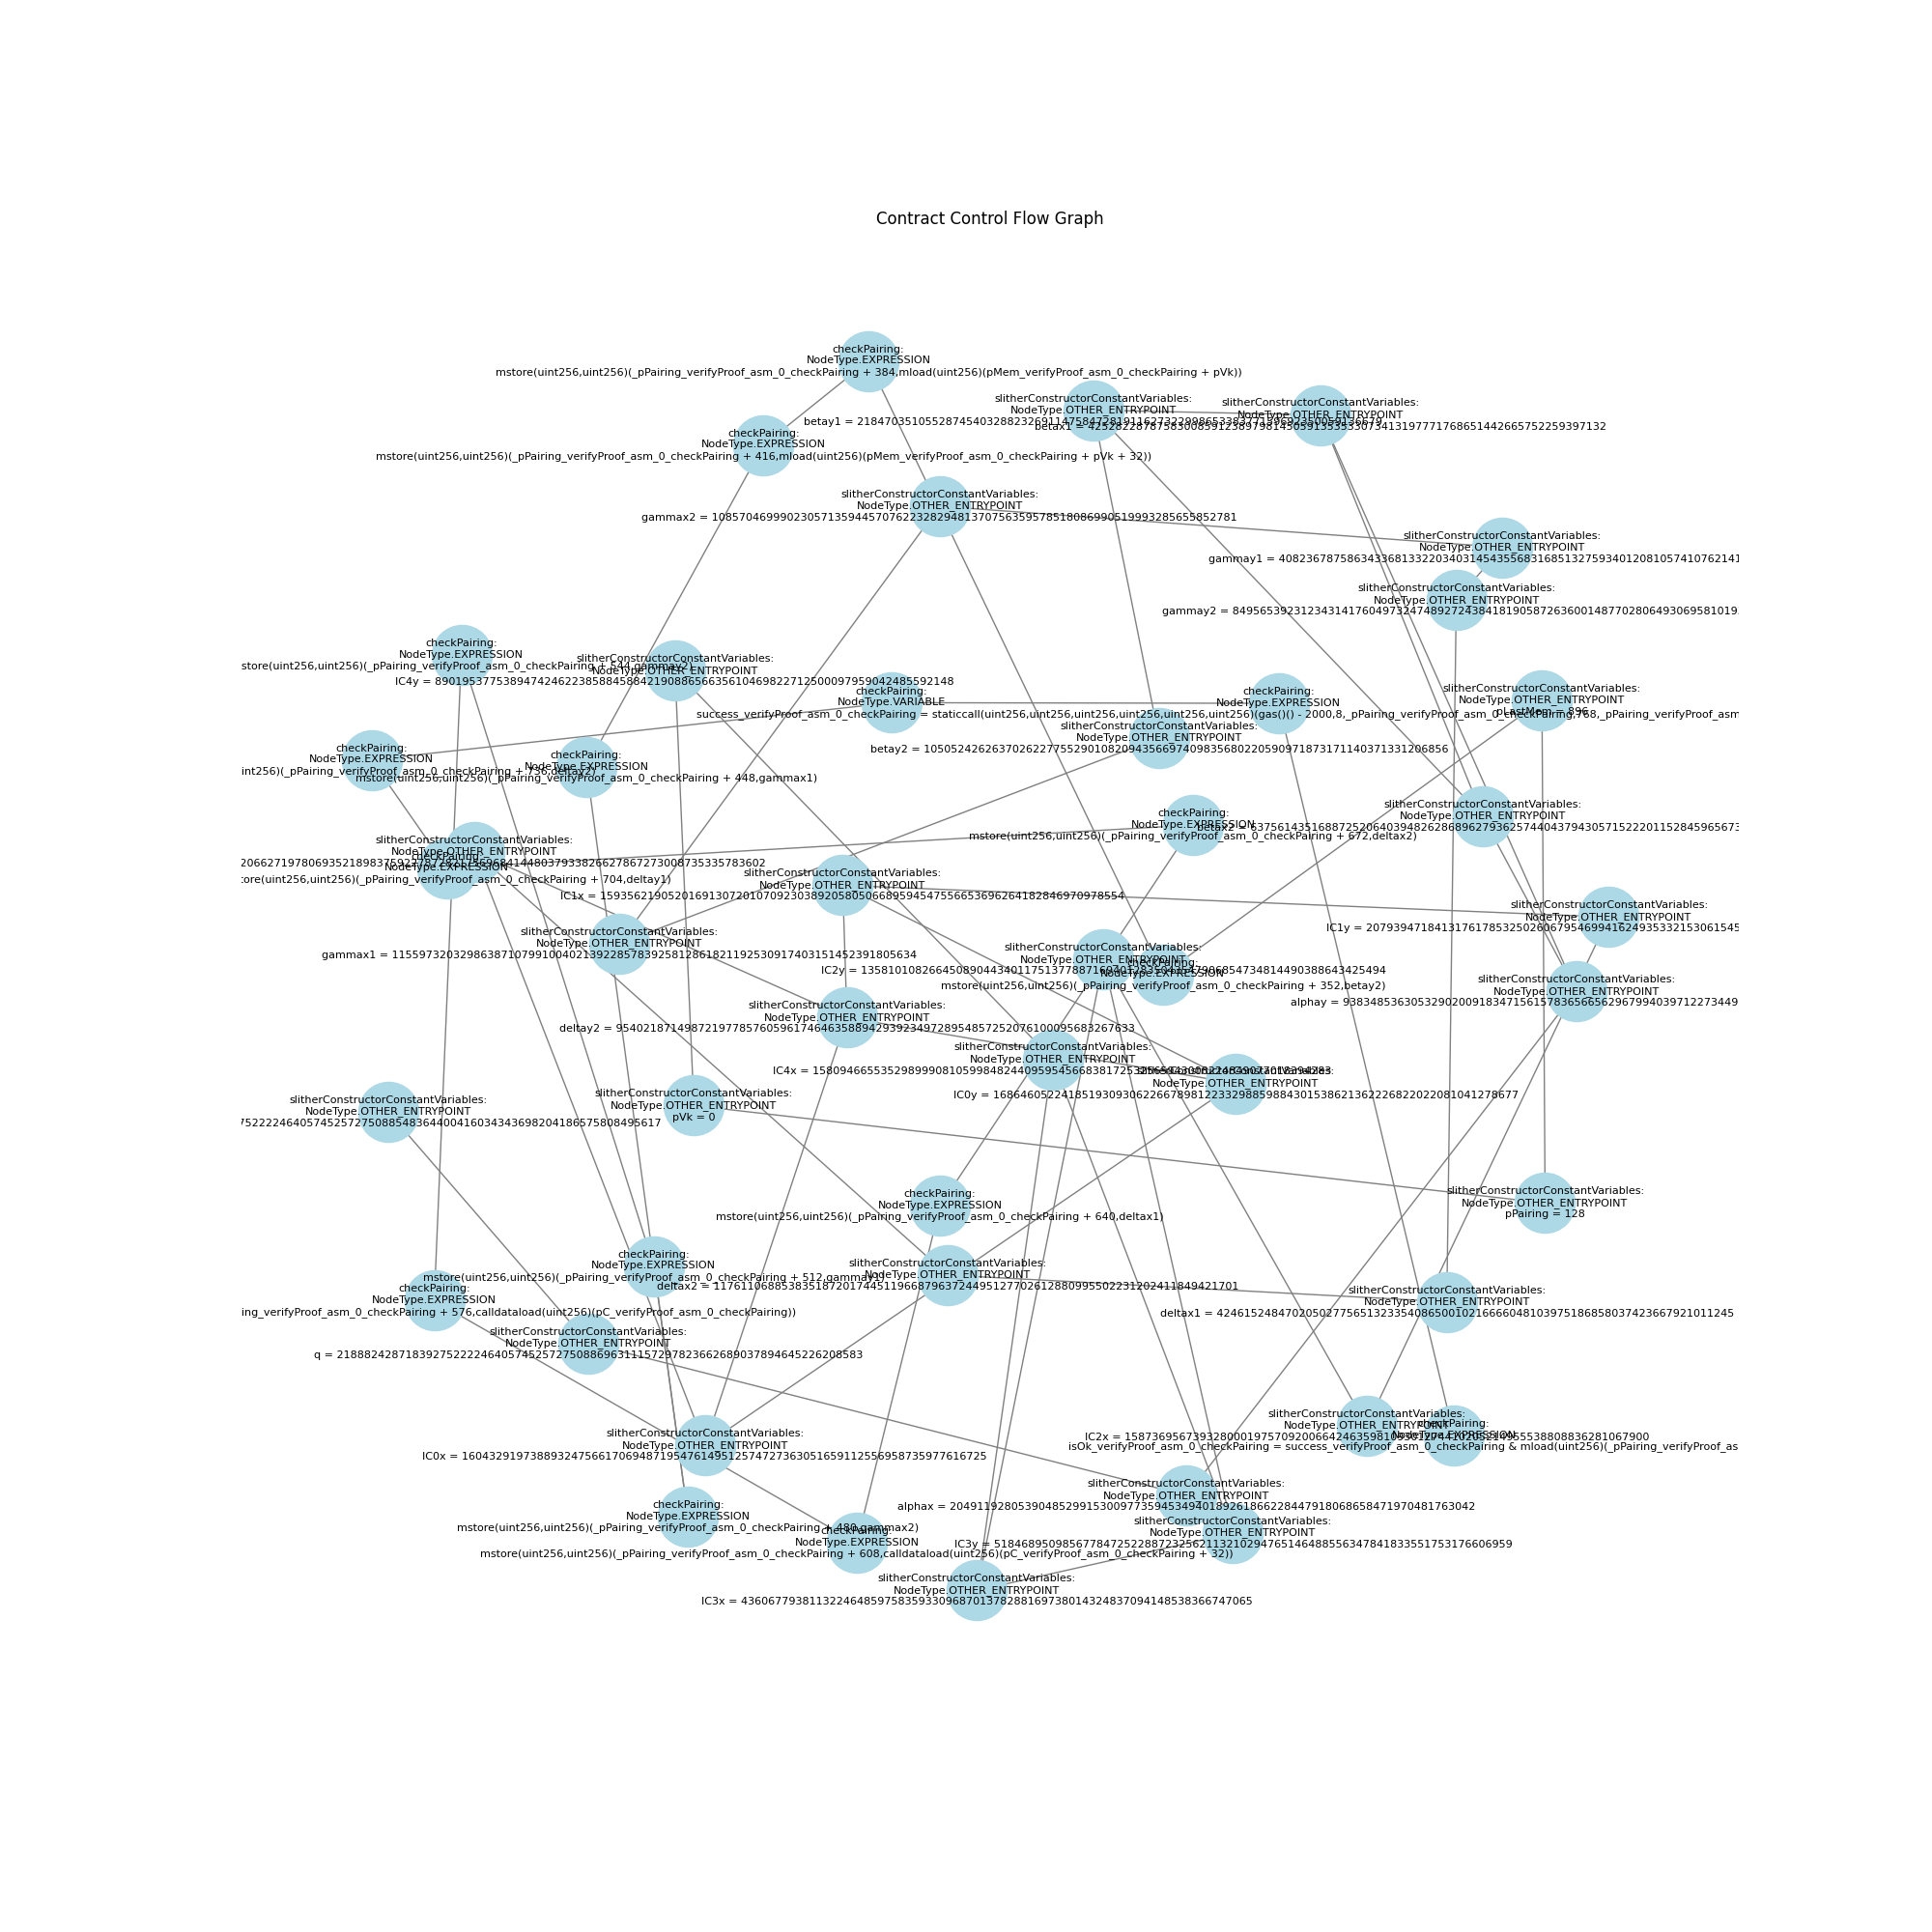 Contract Control Flow Graph
checkPairing:
NodeType.EXPRESSION
mstore(uint256,uint256)(_pPairing_verifyProof_asm_0_checkPairing + 384,mload(uint256)(pMem_verifyProof_asm_0_checkPairing + pVk))
slitherConstructorConstantVariables:
NodeType.OTHER_ENTRYPOINT
betay1 = 21847035105528745403288232691147584728191162732299865338377159692350059136679
slitherConstructorConstantVariables:
NodeType.OTHER_ENTRYPOINT
betax1 = 4252822878758300859123897981450591353533073413197771768651442665752259397132
checkPairing:
NodeType.EXPRESSION
mstore(uint256,uint256)(_pPairing_verifyProof_asm_0_checkPairing + 416,mload(uint256)(pMem_verifyProof_asm_0_checkPairing + pVk + 32))
slitherConstructorConstantVariables:
NodeType.OTHER_ENTRYPOINT
gammax2 = 10857046999023057135944570762232829481370756359578518086990519993285655852781
slitherConstructorConstantVariables:
NodeType.OTHER_ENTRYPOINT
gammay1 = 40823678758634336813322034031454355683168513275934012081057410762141
slitherConstructorConstantVariables:
NodeType.OTHER_ENTRYPOINT
gammay2 = 84956539231234314176049732474892724384181905872636001487702806493069581019
checkPairing:
NodeType.EXPRESSION
store(uint256,uint256)(_pPairing_verifyProof_asm_0_checkPairing + 544,gammay2)
slitherConstructorConstantVariables:
NodeType.OTHER_ENTRYPOINT
IC4y = 8901953775389474246223858845884219088656635610469822712500097959042485592148
checkPairing:
NodeType.VARIABLE
success_verifyProof_asm_0_checkPairing = staticcall(uint256,uint256,uint256,uint256,uint256,uint256)(gas()() - 2000,8,_pPairing_verifyProof_asm_0_checkPairing,768,_pPairing_verifyProof_asm
checkPairing:
NodeType.EXPRESSION
slitherConstructorConstantVariables:
NodeType.OTHER_ENTRYPOINT
pLastMem = 896
slitherConstructorConstantVariables:
NodeType.OTHER_ENTRYPOINT
betay2 = 10505242626370262277552901082094356697409835680220590971873171140371331206856
checkPairing:
NodeType.EXPRESSION
int256)(_pPairing_verifyProof_asm_0_checkPairing + 736,deltay2)
checkPairing:
NodeType.EXPRESSION
mstore(uint256,uint256)(_pPairing_verifyProof_asm_0_checkPairing + 448,gammax1)
slitherConstructorConstantVariables:
NodeType.OTHER_ENTRYPOINT
betax2 = 63756143516887252064039482628689627936257440437943057152220115284596567
checkPairing:
NodeType.EXPRESSION
mstore(uint256,uint256)(_pPairing_verifyProof_asm_0_checkPairing + 672,deltax2)
slitherConstructorConstantVariables:
NodeType.OTHER_ENTRYPOINT
checkPairing:
NodeType.EXPRESSION
store(uint256,uint256)(_pPairing_verifyProof_asm_0_checkPairing + 704,deltay1)
slitherConstructorConstantVariables:
NodeType.OTHER_ENTRYPOINT
IC1x = 15935621905201691307201070923038920580506689594547556653696264182846970978554
slitherConstructorConstantVariables:
NodeType.OTHER_ENTRYPOINT
IC1y = 2079394718413176178532502606795469941624935332153061545
slitherConstructorConstantVariables:
NodeType.OTHER_ENTRYPOINT
gammax1 = 11559732032986387107991004021392285783925812861821192530917403151452391805634
slitherConstructorConstantVariables:
NodeType.OTHER_ENTRYPOINT
IC2y =
checkPairing:
NodeType.EXPRESSION
mstore(uint256,uint256)(_pPairing_verifyProof_asm_0_checkPairing + 352,betay2)
slitherConstructorConstantVariables:
NodeType.OTHER_ENTRYPOINT
alphay = 9383485363053290200918347156157836566562967994039712273449
slitherConstructorConstantVariables:
NodeType.OTHER_ENTRYPOINT
deltay2 = 9540218714987219778576059617464635889429392349728954857252076100095683267633
slitherConstructorConstantVariables:
NodeType.OTHER_ENTRYPOINT
IC4x =
slitherConstructorConstantVariables:
NodeType.OTHER_ENTRYPOINT
IC0y = 16864605224185193093062266789812233298859884301538621362226822022081041278677
slitherConstructorConstantVariables:
NodeType.OTHER_ENTRYPOINT
75222246405745257275088548364400416034343698204186575808495617
slitherConstructorConstantVariables:
NodeType.OTHER_ENTRYPOINT
pVk = 0
slitherConstructorConstantVariables:
NodeType.OTHER_ENTRYPOINT
pPairing = 128
checkPairing:
NodeType.EXPRESSION
mstore(uint256,uint256)(_pPairing_verifyProof_asm_0_checkPairing + 640,deltax1)
checkPairing:
NodeType.EXPRESSION
mstore(uint256,uint256)(_pPairing_verifyProof_asm_0_checkPairing + 512,gammay1)
slitherConstructorConstantVariables:
NodeType.OTHER_ENTRYPOINT
deltax2 = 11761106885383518720174451196687963724495127702612880995502231202411849421701
checkPairing:
NodeType.EXPRESSION
ing_verifyProof_asm_0_checkPairing + 576,calldataload(uint256)(pC_verifyProof_asm_0_checkPairing))
slitherConstructorConstantVariables:
NodeType.OTHER_ENTRYPOINT
deltax1 = 4246152484702050277565132335408650010216666048103975186858037423667921011245
slitherConstructorConstantVariables:
NodeType.OTHER_ENTRYPOINT
q = 21888242871839275222246405745257275088696311157297823662689037894645226208583
slitherConstructorConstantVariables:
NodeType.OTHER_ENTRYPOINT
IC2x =
checkPairing:
NodeType.EXPRESSION
isOk_verifyProof_asm_0_checkPairing = success_verifyProof_asm_0_checkPairing & mload(uint256)(_pPairing_verifyProof_as
slitherConstructorConstantVariables:
NodeType.OTHER_ENTRYPOINT
IC0x = 16043291973889324756617069487195476149512574727363051659112556958735977616725
slitherConstructorConstantVariables:
NodeType.OTHER_ENTRYPOINT
alphax = 20491192805390485299153009773594534940189261866228447918068658471970481763042
checkPairing:
NodeType.EXPRESSION
mstore(uint256,uint256)(_pPairing_verifyProof_asm_0_checkPairing + 480,gammax2)
slitherConstructorConstantVariables:
NodeType.OTHER_ENTRYPOINT
IC3y = 5184689509856778472522887232562113210294765146488556347841833551753176606959
checkPairing:
NodeType.EXPRESSION
mstore(uint256,uint256)(_pPairing_verifyProof_asm_0_checkPairing + 608,calldataload(uint256)(pC_verifyProof_asm_0_checkPairing + 32))
slitherConstructorConstantVariables:
NodeType.OTHER_ENTRYPOINT
IC3x = 4360677938113224648597583593309687013782881697380143248370941485383 66747065